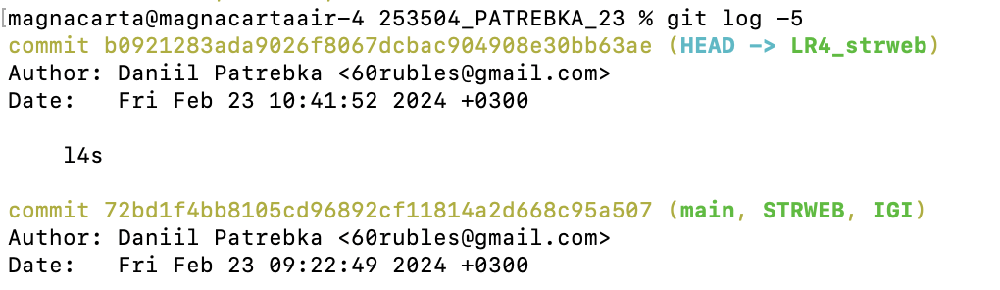 [magnacarta@magnacartaair-4 253504_PATREBKA_23 % git log -5
commit b0921283ada9026f8067dcbac904908e30bb63ae (HEAD -> LR4_strweb)
Author: Daniil Patrebka <60rubles@gmail.com>
Date:   Fri Feb 23 10:41:52 2024 +0300
l4s
commit 72bd1f4bb8105cd96892cf11814a2d668c95a507 (main, STRWEB, IGI)
Author: Daniil Patrebka <60rubles@gmail.com>
Date:   Fri Feb 23 09:22:49 2024 +0300